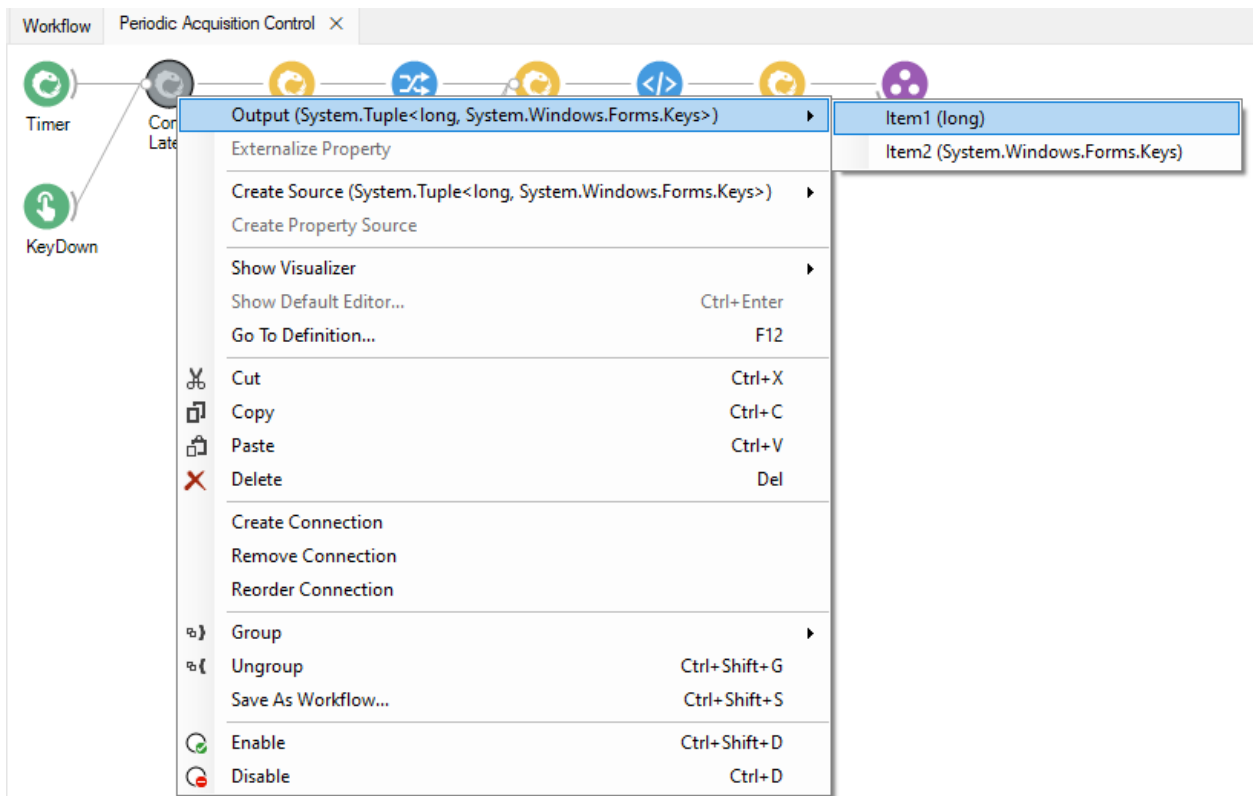 Workflow
Periodic Acquisition Control
Timer
KeyDown
Output (System.Tuple<long, System.Windows.Forms.Keys>)
Item1 (long)
Item2 (System.Windows.Forms.Keys)
Externalize Property
Create Source (System.Tuple<long, System.Windows.Forms.Keys>)
Create Property Source
Show Visualizer
Show Default Editor... Ctrl+Enter
Go To Definition... F12
Cut Ctrl+X
Copy Ctrl+C
Paste Ctrl+V
Delete Del
Create Connection
Remove Connection
Reorder Connection
Group
Ungroup Ctrl+Shift+G
Save As Workflow... Ctrl+Shift+S
Enable Ctrl+Shift+D
Disable Ctrl+D